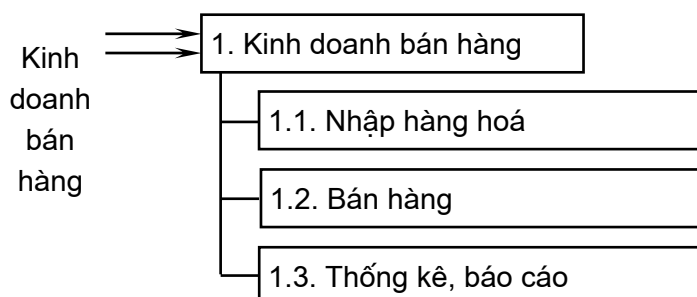 Kinh
doanh
bán
hàng
1. Kinh doanh bán hàng
1.1. Nhập hàng hoá
1.2. Bán hàng
1.3. Thống kê, báo cáo